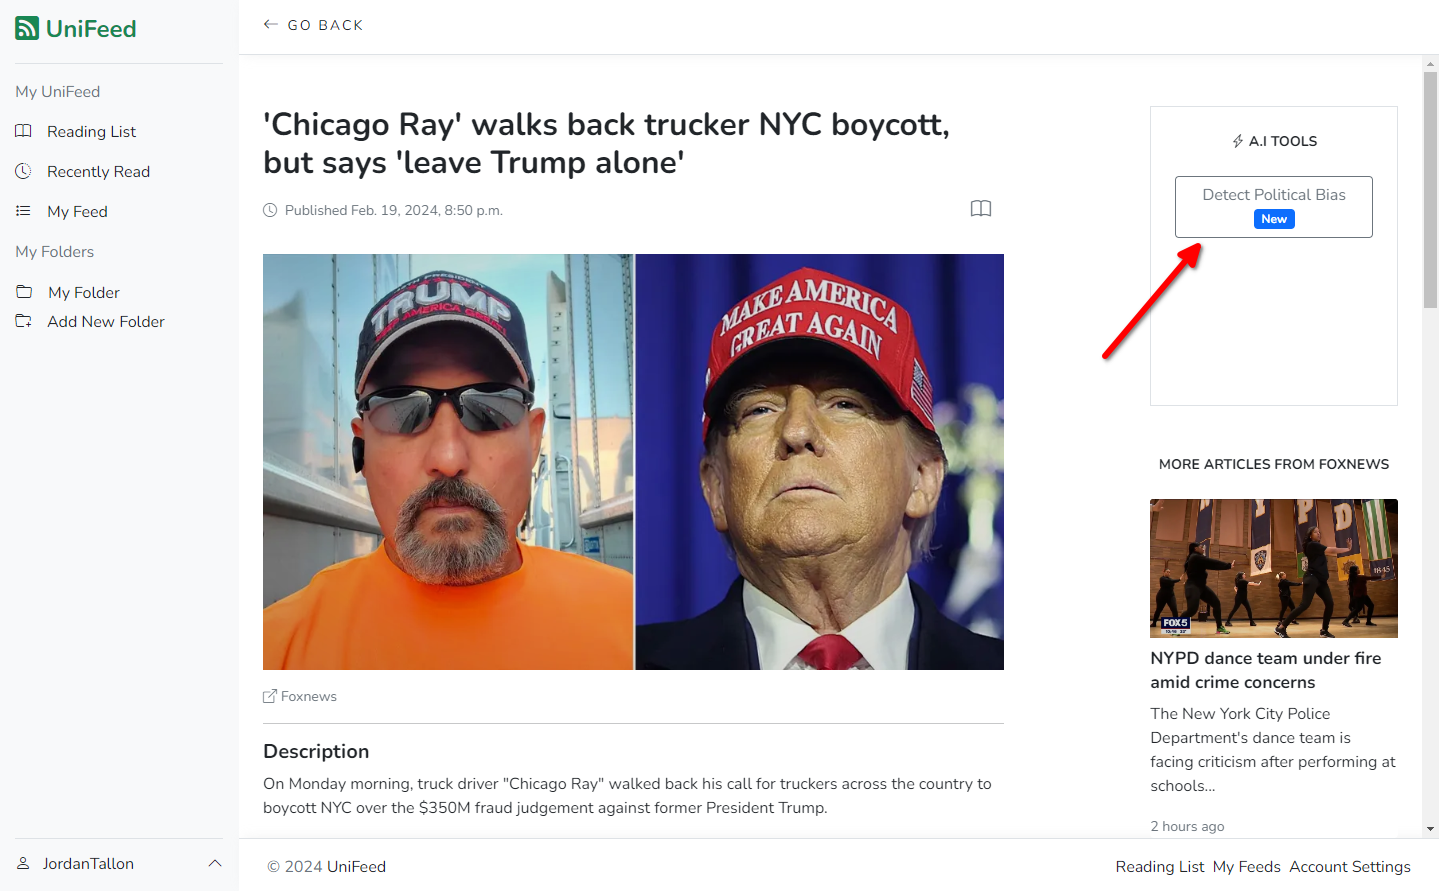 UniFeed
GO BACK
My UniFeed
Reading List
Recently Read
My Feed
My Folders
My Folder
Add New Folder
JordanTallon
'Chicago Ray' walks back trucker NYC boycott,
but says 'leave Trump alone'
Published Feb. 19, 2024, 8:50 p.m.
TRUMP
MAKE AMERICA
GREAT AGAIN
Foxnews
Description
On Monday morning, truck driver "Chicago Ray" walked back his call for truckers across the country to
boycott NYC over the $350M fraud judgement against former President Trump.
A.I TOOLS
Detect Political Bias
New
MORE ARTICLES FROM FOXNEWS
Y P D
1845
FOX 5
NYPD dance team under fire
amid crime concerns
The New York City Police
Department's dance team is
facing criticism after performing at
schools...
2 hours ago
© 2024 UniFeed
Reading List My Feeds Account Settings